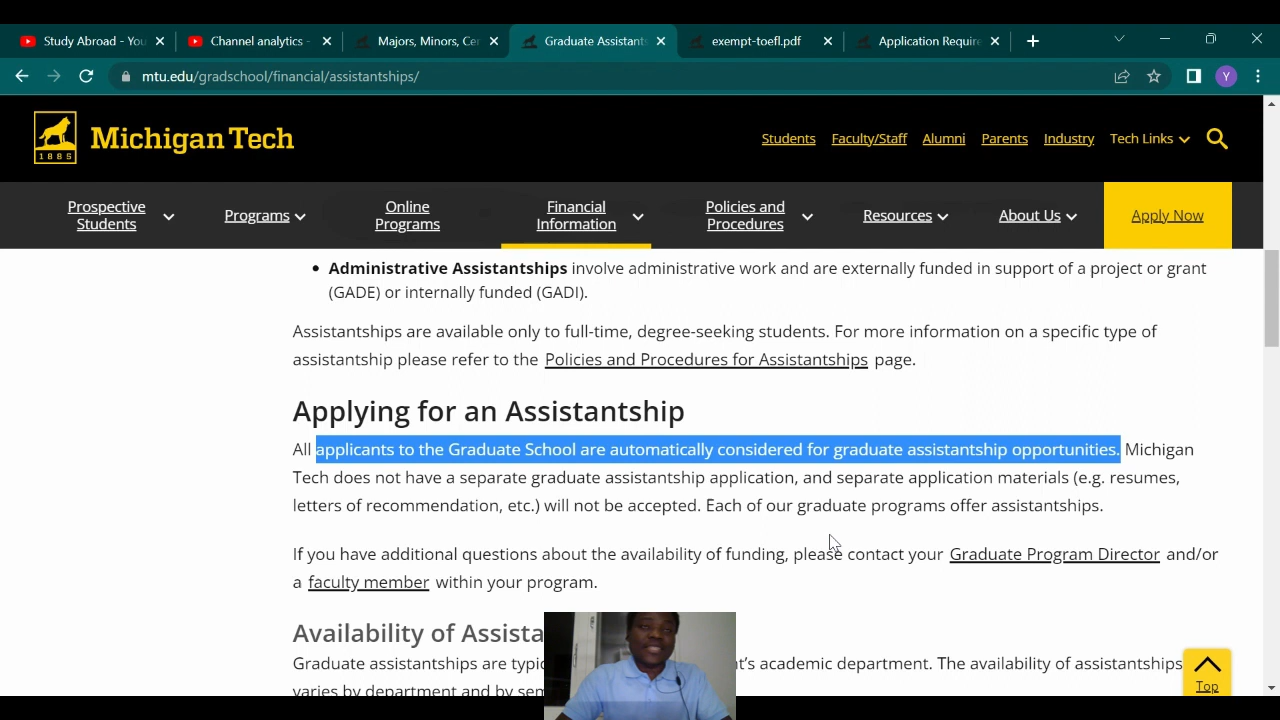 Study Abroad - You
Channel analytics -
Majors, Minors, Cer
Graduate Assistants
exempt-toefl.pdf
Application Require
mtu.edu/gradschool/financial/assistantships/
Y
1885
Michigan Tech
Students
Faculty/Staff
Alumni
Parents
Industry
Tech Links
Prospective
Students
Programs
Online
Programs
Financial
Information
Policies and
Procedures
Resources
About Us
Apply Now
• Administrative Assistantships involve administrative work and are externally funded in support of a project or grant
(GADE) or internally funded (GADI).
Assistantships are available only to full-time, degree-seeking students. For more information on a specific type of
assistantship please refer to the Policies and Procedures for Assistantships page.
Applying for an Assistantship
All applicants to the Graduate School are automatically considered for graduate assistantship opportunities. Michigan
Tech does not have a separate graduate assistantship application, and separate application materials (e.g. resumes,
letters of recommendation, etc.) will not be accepted. Each of our graduate programs offer assistantships.
If you have additional questions about the availability of funding, please contact your Graduate Program Director and/or
a faculty member within your program.
Availability of Assista
Graduate assistantships are typic t's academic department. The availability of assistantships
varies by department and by sem
Top